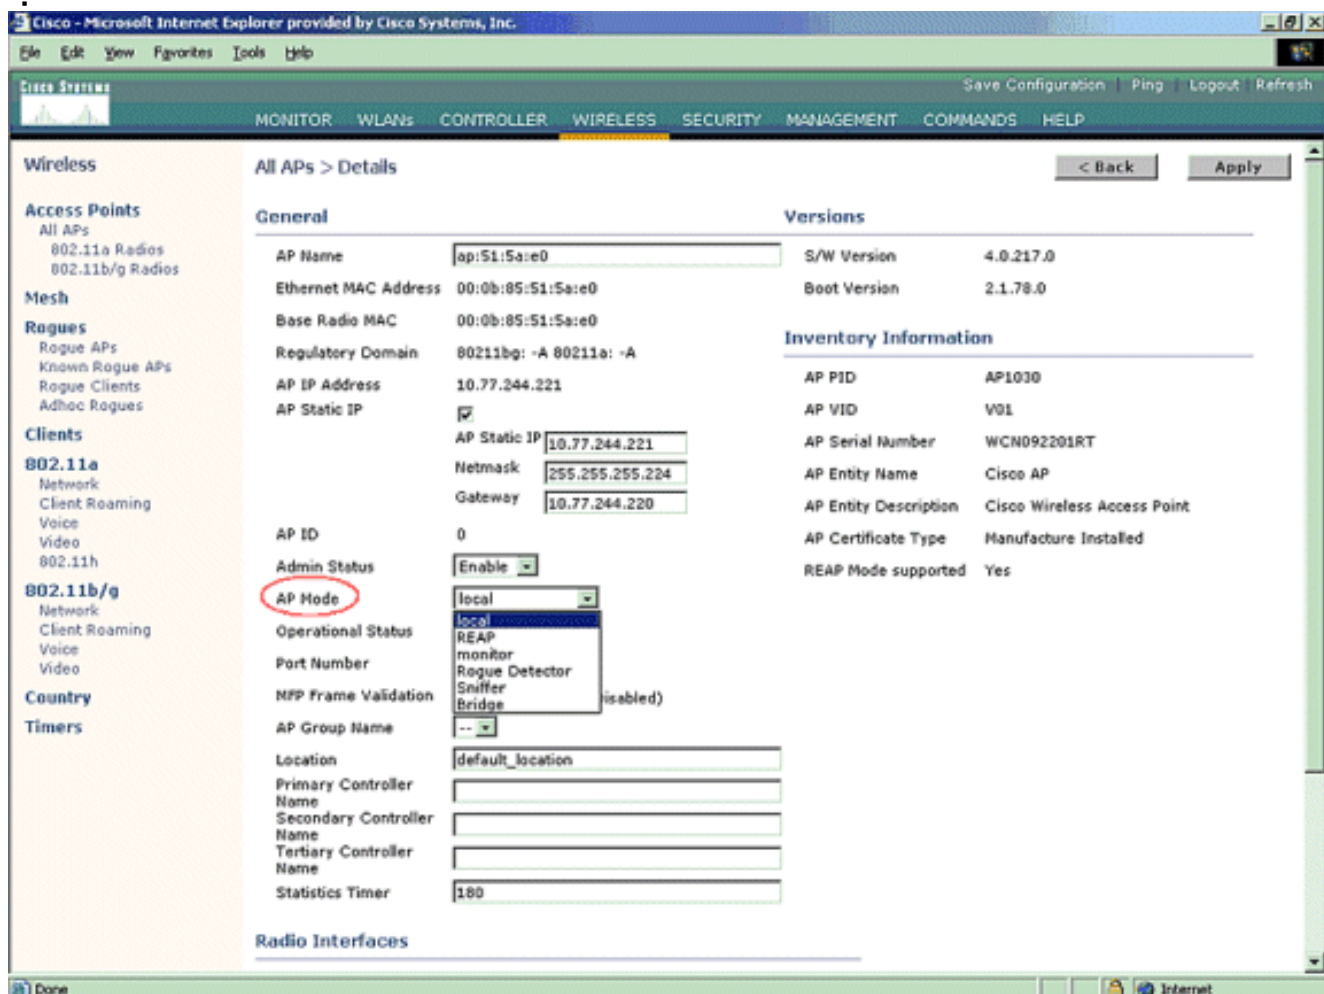 Cisco - Microsoft Internet Explorer provided by Cisco Systems, Inc.
File Edit View Favorites Tools Help
Cisco Systems
Save Configuration | Ping | Logout | Refresh
MONITOR WLANs CONTROLLER WIRELESS SECURITY MANAGEMENT COMMANDS HELP
Wireless
Access Points
All APs
802.11a Radios
802.11b/g Radios
Mesh
Rogues
Rogue APs
Known Rogue APs
Rogue Clients
Adhoc Rogues
Clients
802.11a
Network
Client Roaming
Voice
Video
802.11h
802.11b/g
Network
Client Roaming
Voice
Video
Country
Timers
All APs > Details
< Back Apply
General
AP Name ap:51:5a:e0
Ethernet MAC Address 00:0b:85:51:5a:e0
Base Radio MAC 00:0b:85:51:5a:e0
Regulatory Domain 80211bg: -A 80211a: -A
AP IP Address 10.77.244.221
AP Static IP
AP Static IP 10.77.244.221
Netmask 255.255.255.224
Gateway 10.77.244.220
AP ID 0
Admin Status Enable
AP Mode local
local
REAP
monitor
Rogue Detector
Sniffer
Bridge
Operational Status
Port Number
MFP Frame Validation isabled)
AP Group Name --
Location default_location
Primary Controller
Name
Secondary Controller
Name
Tertiary Controller
Name
Statistics Timer 180
Radio Interfaces
Versions
S/W Version 4.0.217.0
Boot Version 2.1.78.0
Inventory Information
AP PID AP1030
AP VID V01
AP Serial Number WCN092201RT
AP Entity Name Cisco AP
AP Entity Description Cisco Wireless Access Point
AP Certificate Type Manufacture Installed
REAP Mode supported Yes
Done
Internet